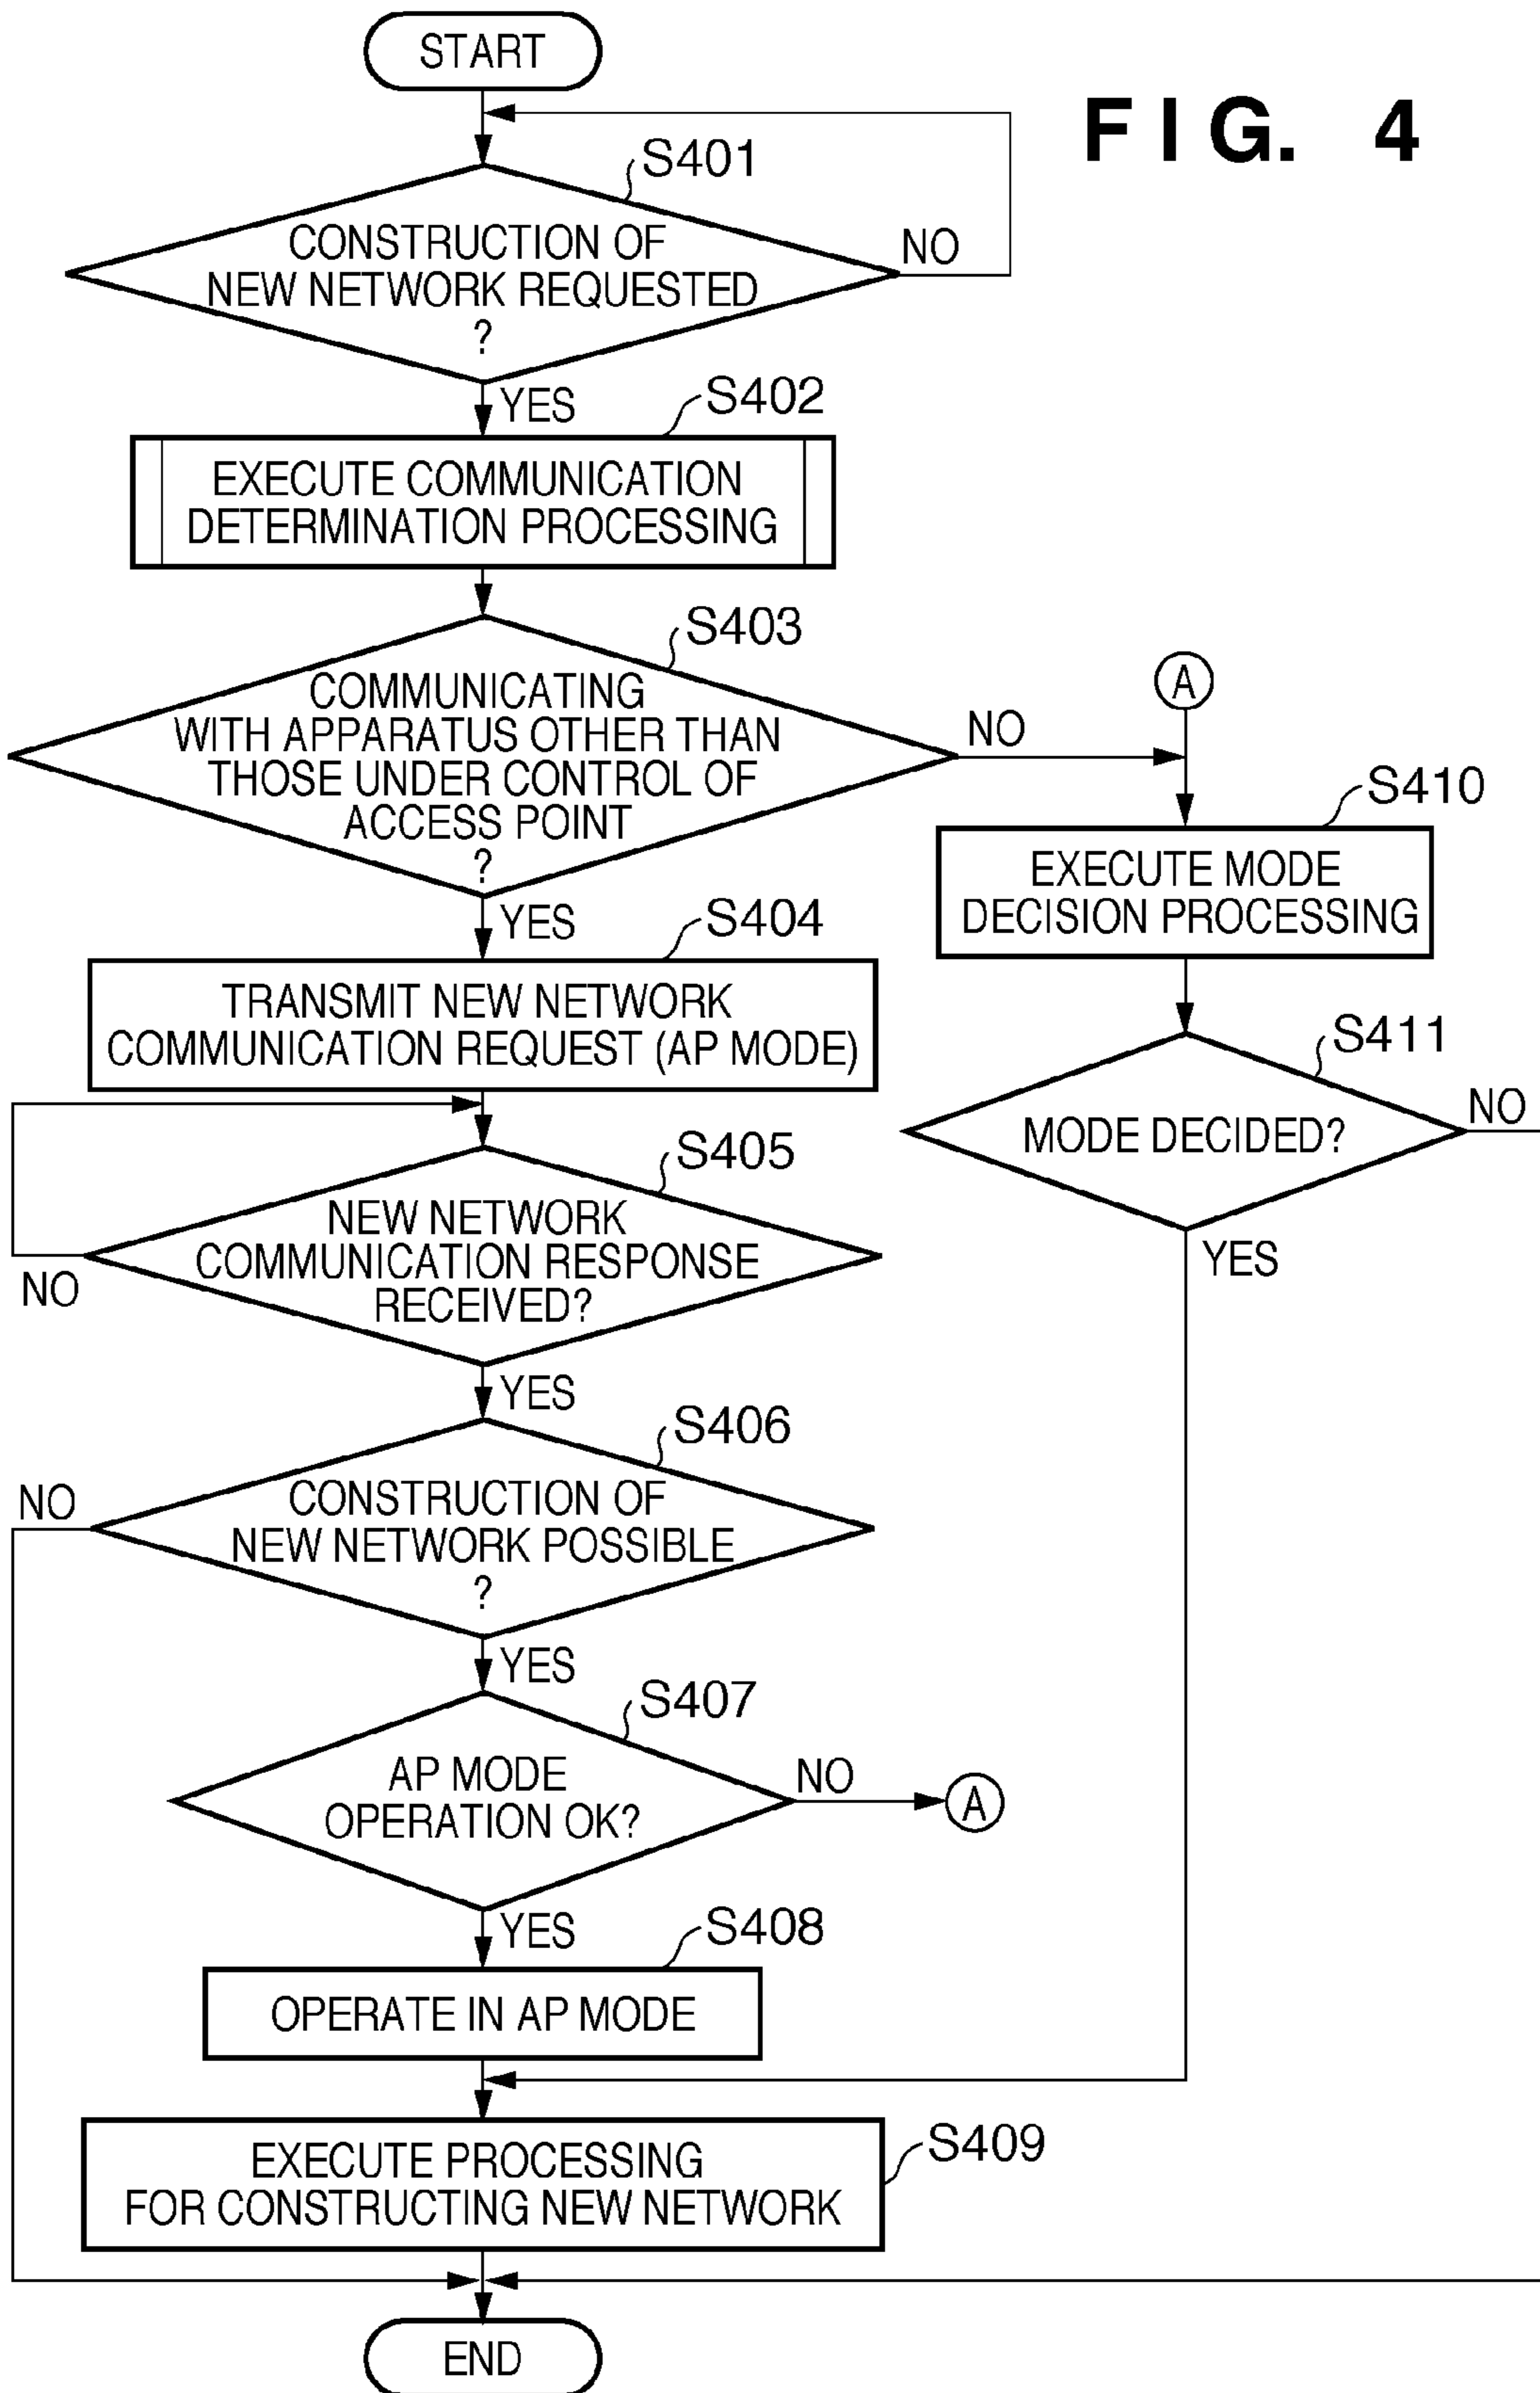 START
FIG. 4
S401
CONSTRUCTION OF
NEW NETWORK REQUESTED
?
NO
YES
S402
EXECUTE COMMUNICATION
DETERMINATION PROCESSING
S403
COMMUNICATING
WITH APPARATUS OTHER THAN
THOSE UNDER CONTROL OF
ACCESS POINT
?
NO
YES
A
S410
EXECUTE MODE
DECISION PROCESSING
S404
TRANSMIT NEW NETWORK
COMMUNICATION REQUEST (AP MODE)
S411
MODE DECIDED?
NO
YES
S405
NEW NETWORK
COMMUNICATION RESPONSE
RECEIVED?
NO
YES
S406
CONSTRUCTION OF
NEW NETWORK POSSIBLE
?
NO
YES
S407
AP MODE
OPERATION OK?
NO
A
YES
S408
OPERATE IN AP MODE
S409
EXECUTE PROCESSING
FOR CONSTRUCTING NEW NETWORK
END